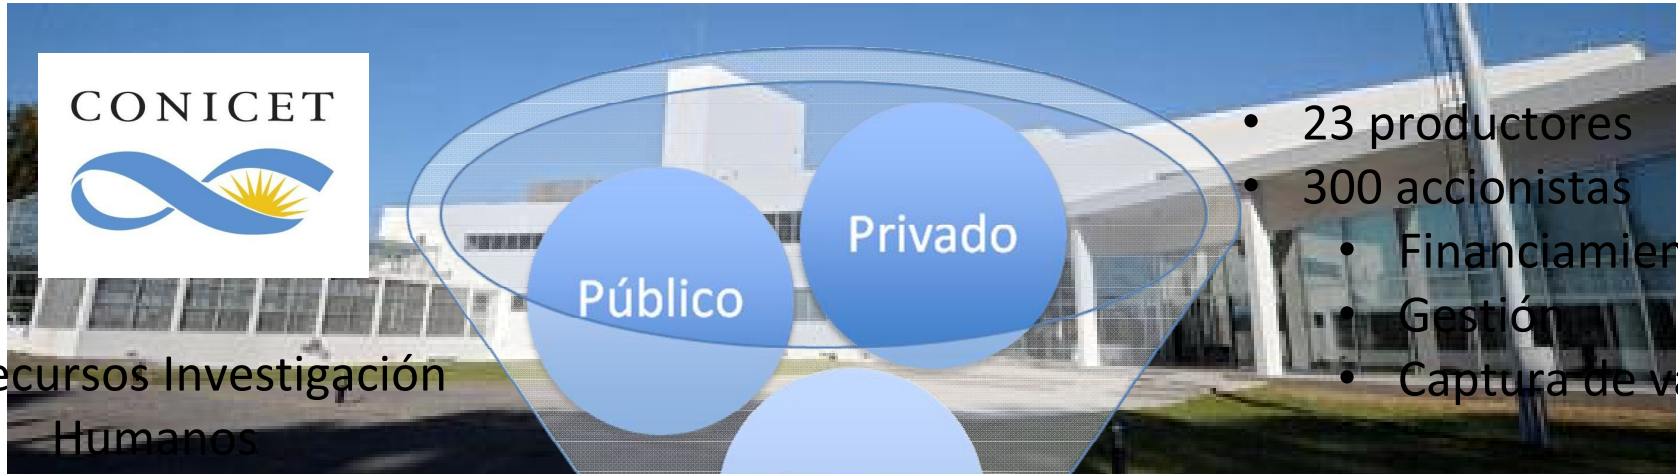 CONICET
Público
Privado
ecursos Investigación
Humanos
• 23 productores
• 300 accionistas
• Financiamien
• Gestión
• Captura de va